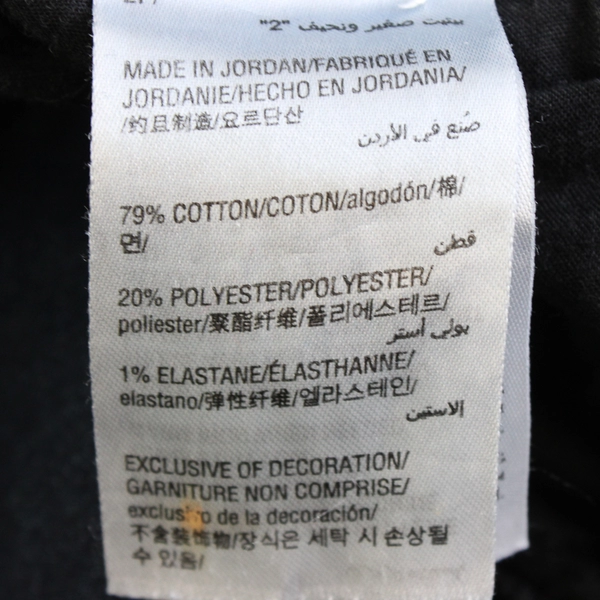 بيتيت صغير ونحيف "2"
MADE IN JORDAN/FABRIQUÉ EN
JORDANIE/HECHO EN JORDANIA/
/约旦制造/요르단산
صُنع في الأردن
79% COTTON/COTON/algodón/棉/
면/
قطن
20% POLYESTER/POLYESTER/
poliester/聚酯纤维/폴리에스테르/
بولي أستر
1% ELASTANE/ÉLASTHANNE/
elastano/弹性纤维/엘라스테인/
إلاستين
EXCLUSIVE OF DECORATION/
GARNITURE NON COMPRISE/
exclusivo de la decoración/
不含装饰物/장식은 세탁 시 손상될
수 있음/